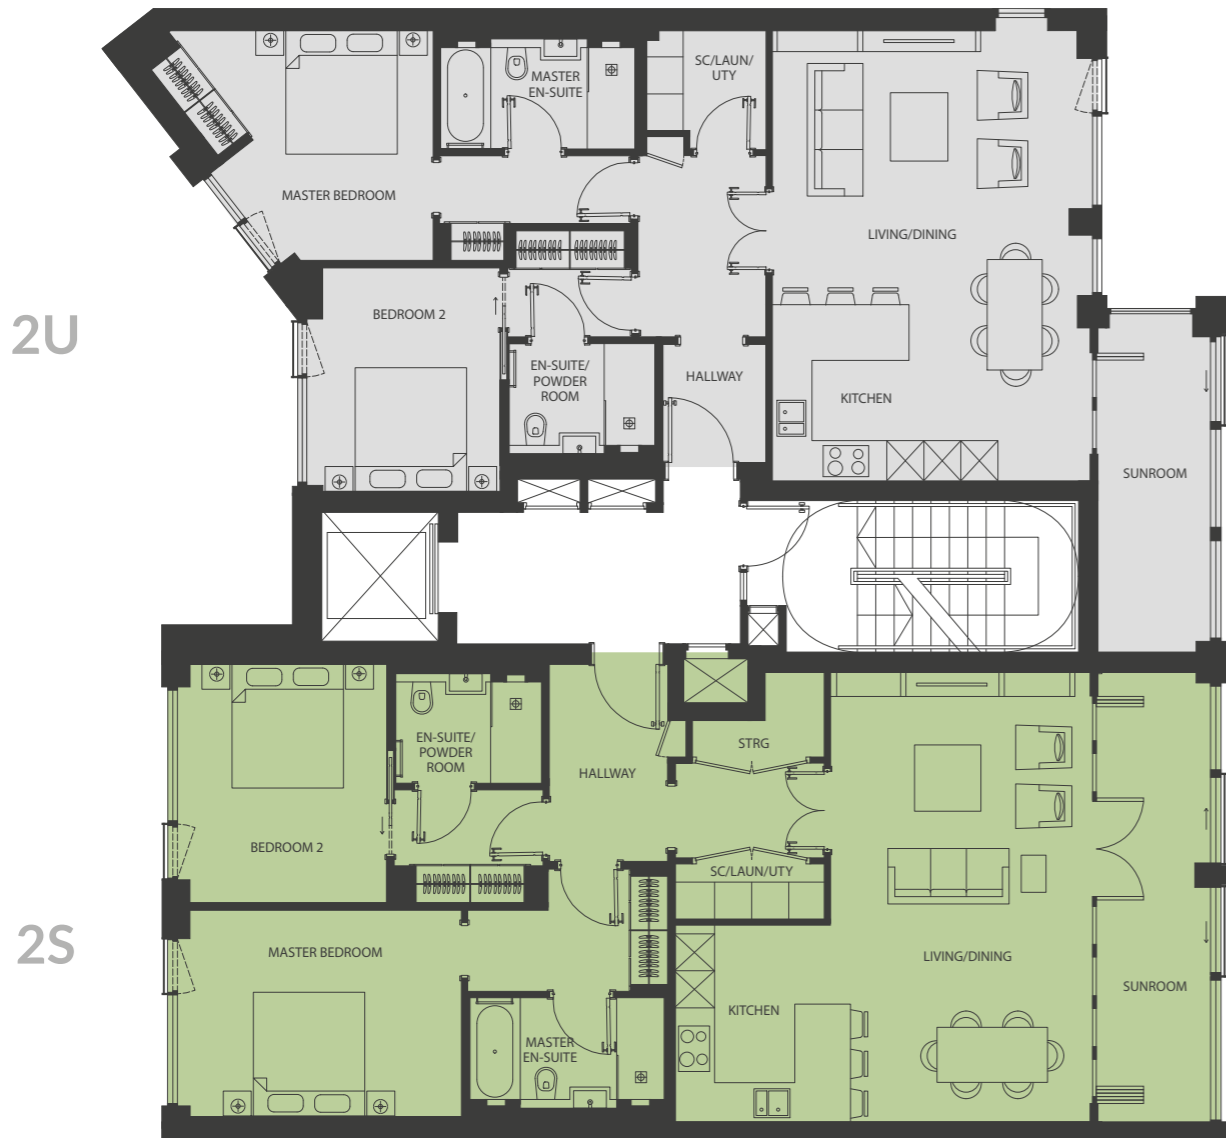 SC/LAUN/
UTY
MASTER
EN-SUITE
MASTER BEDROOM
LIVING/DINING
2U
BEDROOM 2
EN-SUITE/
POWDER
ROOM
HALLWAY
KITCHEN
SUNROOM
EN-SUITE/
POWDER
ROOM
STRG
HALLWAY
BEDROOM 2
SC/LAUN/UTY
2S
MASTER BEDROOM
LIVING/DINING
SUNROOM
KITCHEN
MASTER
EN-SUITE